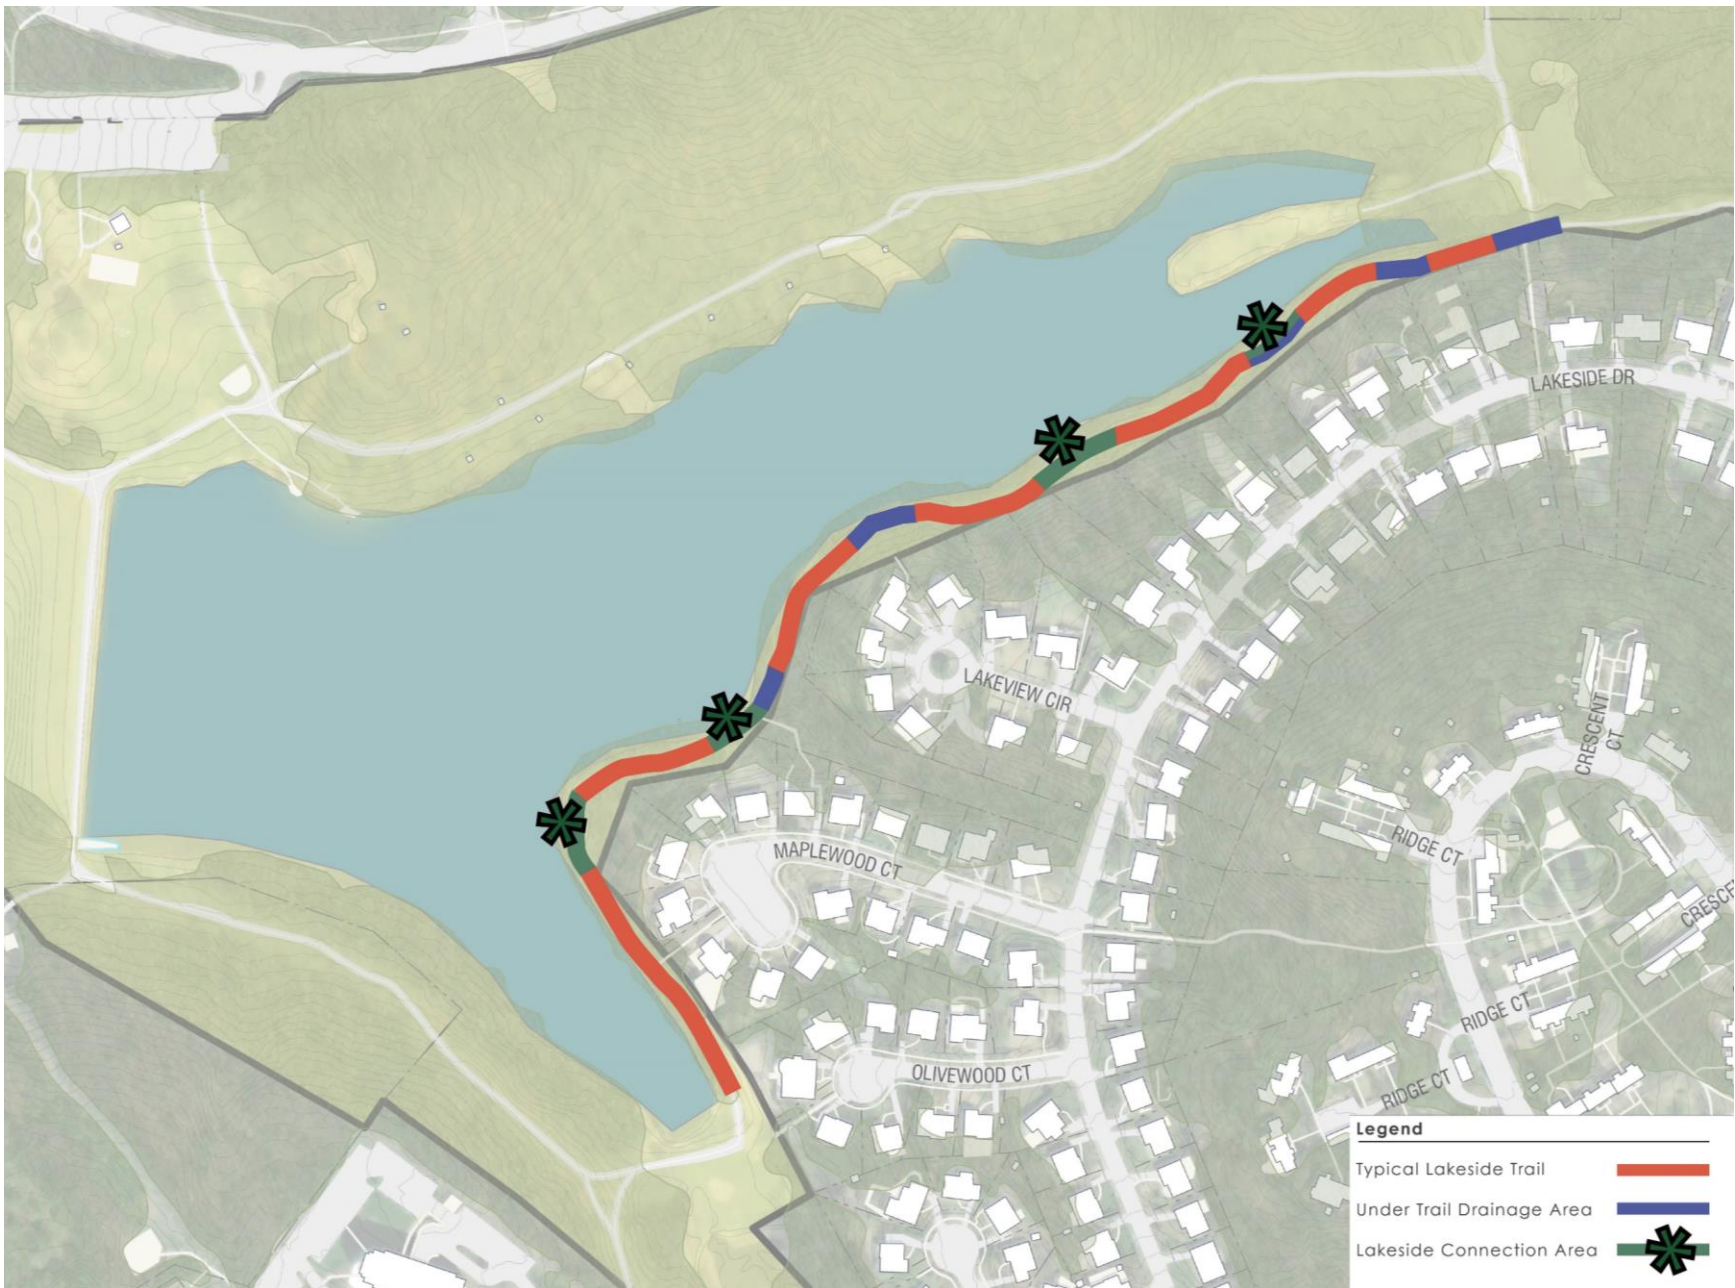 LAKESIDE DR
LAKEVIEW CIR
CRESCENT
CT
RIDGE CT
MAPLEWOOD CT
CRESCEN
RIDGE CT
OLIVEWOOD CT
RIDGE CT
Legend
Typical Lakeside Trail
Under Trail Drainage Area
Lakeside Connection Area